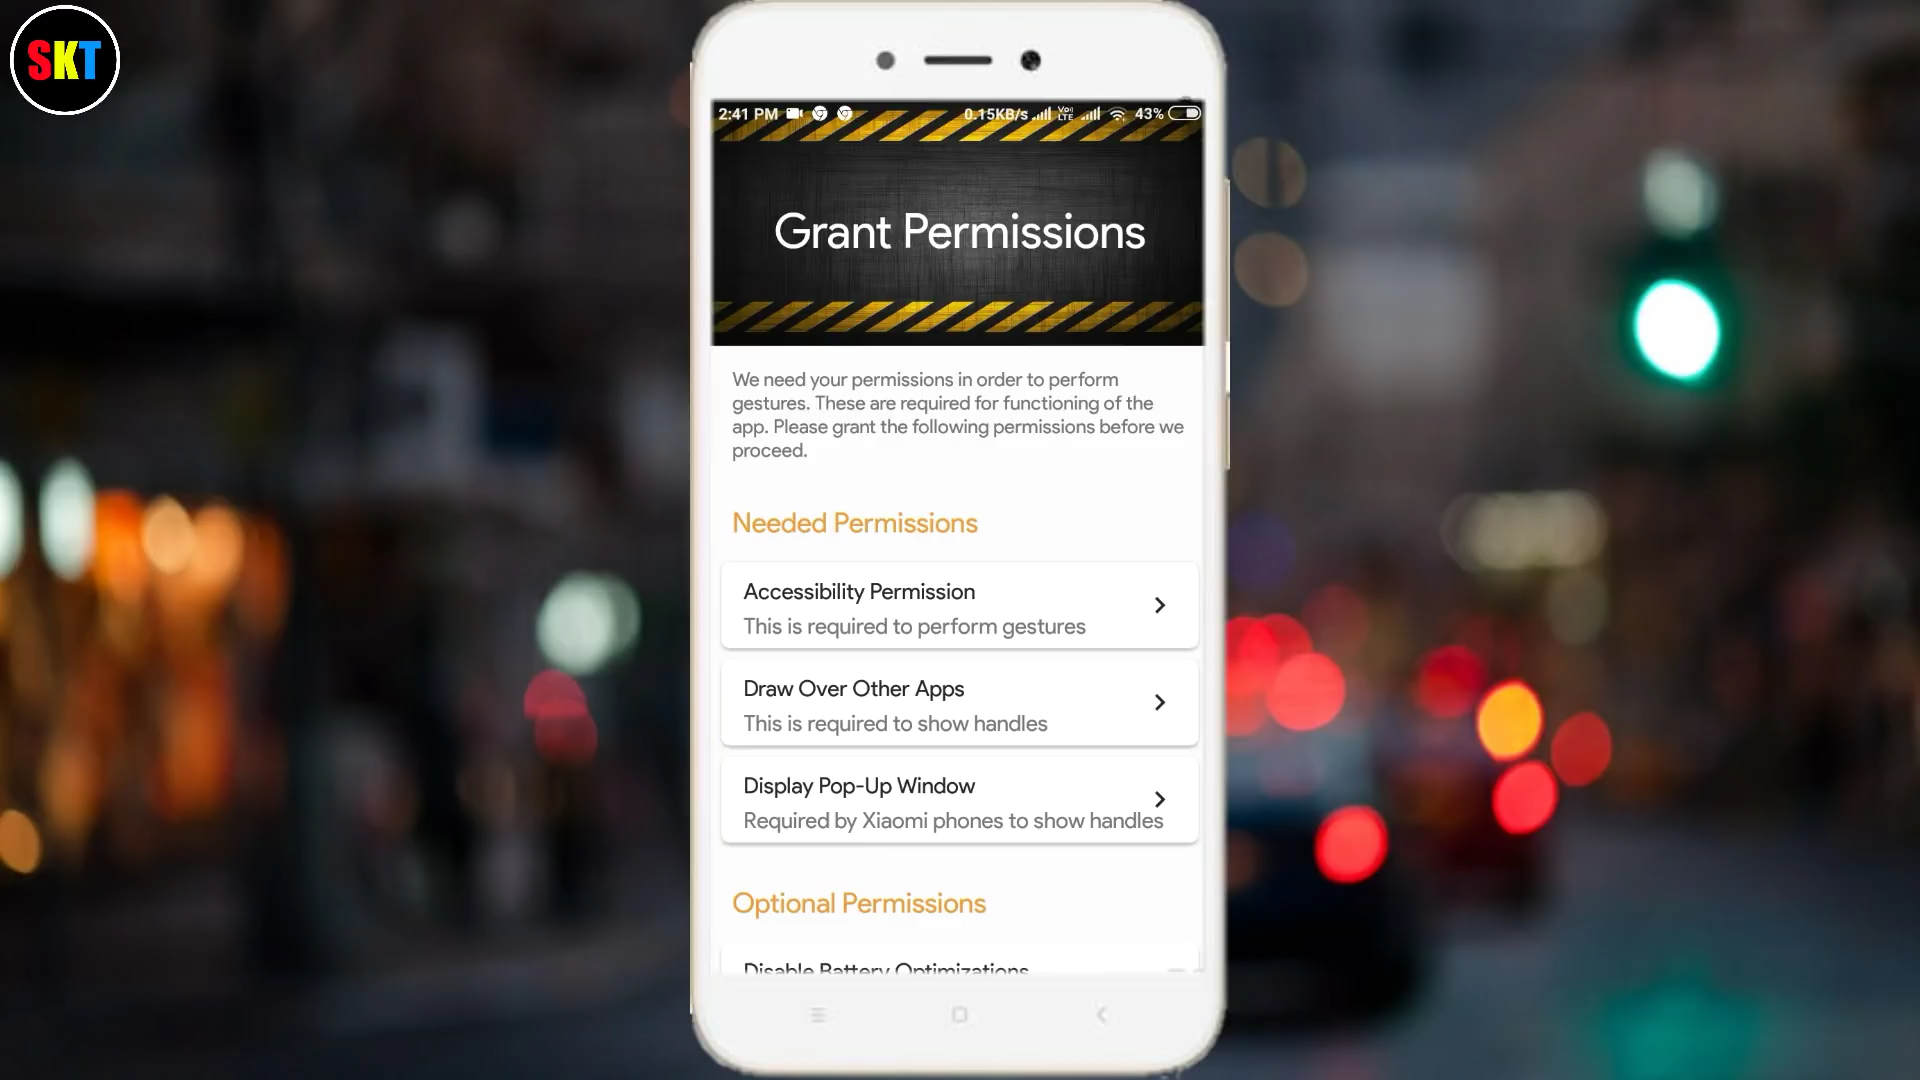 SKT
2:41 PM 0.15KB/s Vo) LTE 43%
Grant Permissions
We need your permissions in order to perform
gestures. These are required for functioning of the
app. Please grant the following permissions before we
proceed.
Needed Permissions
Accessibility Permission
This is required to perform gestures
Draw Over Other Apps
This is required to show handles
Display Pop-Up Window
Required by Xiaomi phones to show handles
Optional Permissions
Disable Battery Optimizations